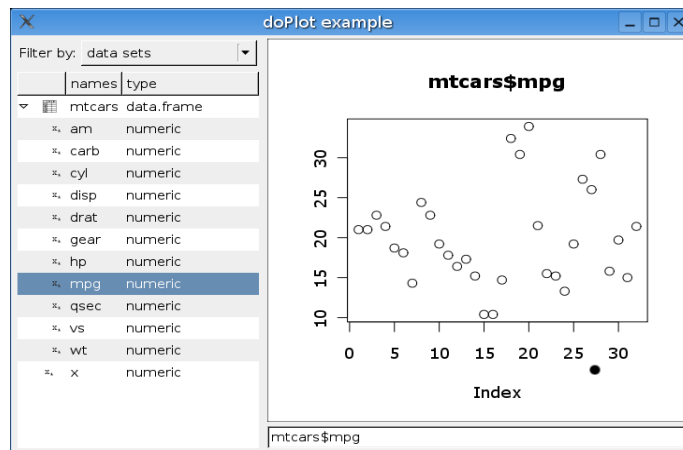 doPlot example
Filter by: data sets
names type
mtcars data.frame
x, am numeric
x, carb numeric
x, cyl numeric
x, disp numeric
x, drat numeric
x, gear numeric
x, hp numeric
x, mpg numeric
x, qsec numeric
x, vs numeric
x, wt numeric
x, x numeric
mtcars$mpg
30
25
20
15
10
0 5 10 15 20 25 30
Index
mtcars$mpg